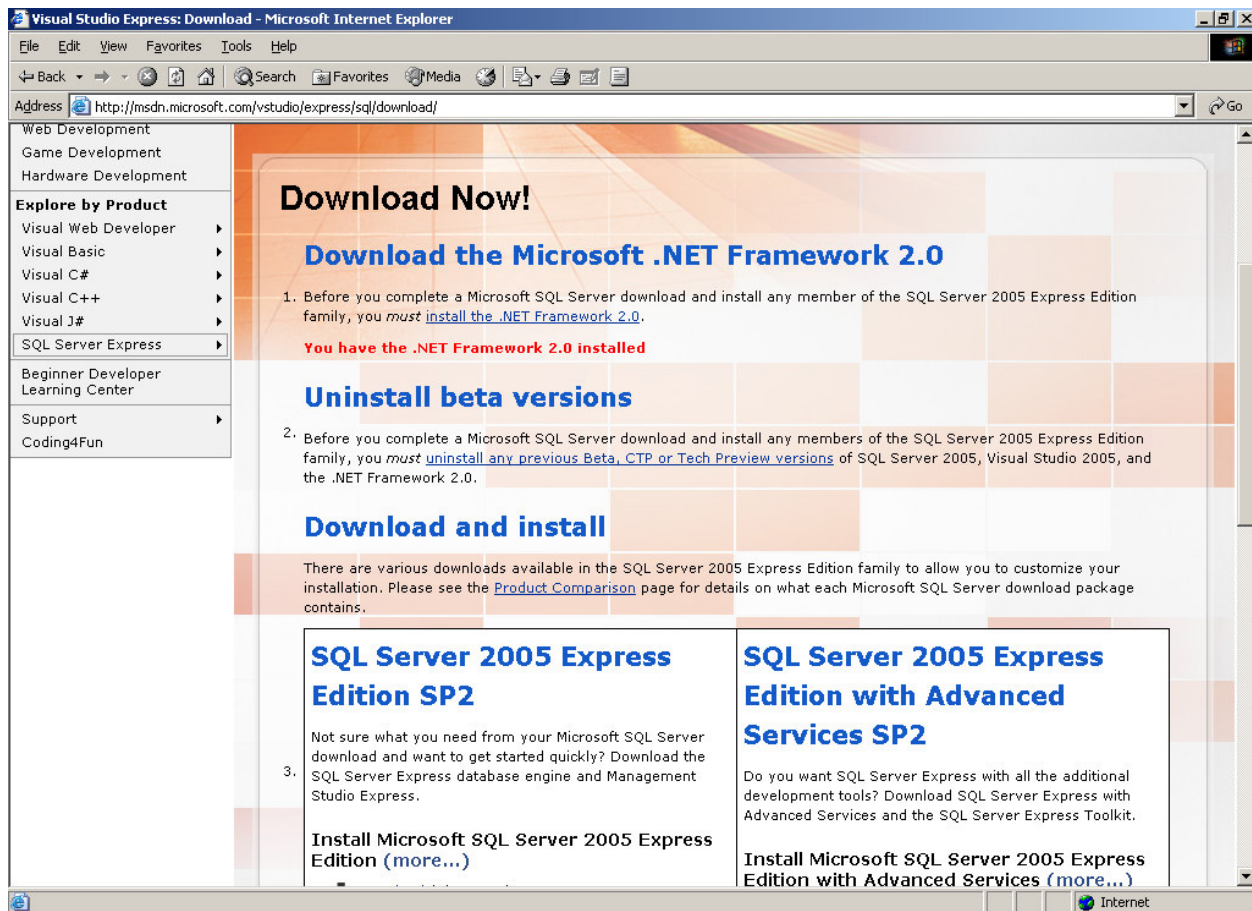 Visual Studio Express: Download - Microsoft Internet Explorer
File Edit View Favorites Tools Help
Back Search Favorites Media
Address http://msdn.microsoft.com/vstudio/express/sql/download/ Go
Web Development
Game Development
Hardware Development
Explore by Product
Visual Web Developer
Visual Basic
Visual C#
Visual C++
Visual J#
SQL Server Express
Beginner Developer
Learning Center
Support
Coding4Fun
Download Now!
Download the Microsoft .NET Framework 2.0
1. Before you complete a Microsoft SQL Server download and install any member of the SQL Server 2005 Express Edition
family, you must install the .NET Framework 2.0.
You have the .NET Framework 2.0 installed
Uninstall beta versions
2. Before you complete a Microsoft SQL Server download and install any members of the SQL Server 2005 Express Edition
family, you must uninstall any previous Beta, CTP or Tech Preview versions of SQL Server 2005, Visual Studio 2005, and
the .NET Framework 2.0.
Download and install
There are various downloads available in the SQL Server 2005 Express Edition family to allow you to customize your
installation. Please see the Product Comparison page for details on what each Microsoft SQL Server download package
contains.
3.
SQL Server 2005 Express
Edition SP2
Not sure what you need from your Microsoft SQL Server
download and want to get started quickly? Download the
SQL Server Express database engine and Management
Studio Express.
Install Microsoft SQL Server 2005 Express
Edition (more...)
SQL Server 2005 Express
Edition with Advanced
Services SP2
Do you want SQL Server Express with all the additional
development tools? Download SQL Server Express with
Advanced Services and the SQL Server Express Toolkit.
Install Microsoft SQL Server 2005 Express
Edition with Advanced Services (more...)
Internet